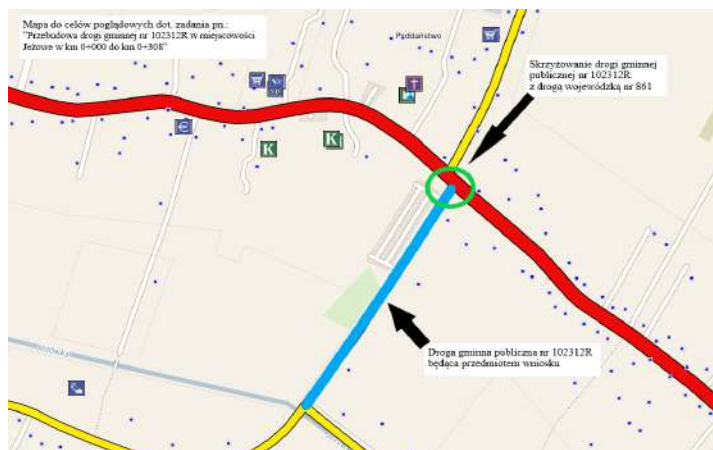 Mapa do celów poglądowych dot. zadania pn.:
"Przebudowa drogi gminnej nr 102312R w miejscowości
Jeżowe w km 0+000 do km 0+308"
Poddaństwo
Skrzyżowanie drogi gminnej
publicznej nr 102312R
z drogą wojewódzką nr 861
K
K
Droga gminna publiczna nr 102312R
będąca przedmiotem wniosku